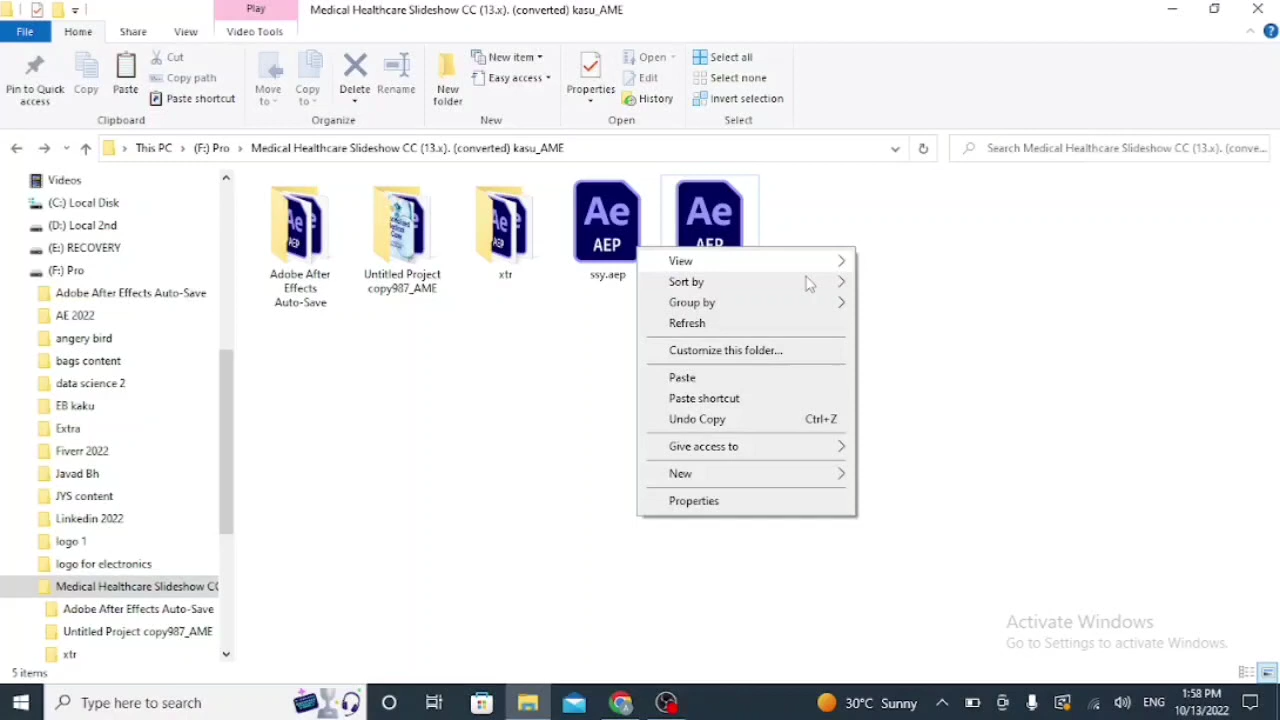 Play
Medical Healthcare Slideshow CC (13.x). (converted) kasu_AME
File
Home
Share
View
Video Tools
Pin to Quick access
Copy
Paste
Cut
Copy path
Paste shortcut
Clipboard
Move to
Copy to
Delete
Rename
Organize
New folder
New item
Easy access
New
Properties
Open
Edit
History
Open
Select all
Select none
Invert selection
Select
This PC
(F:) Pro
Medical Healthcare Slideshow CC (13.x). (converted) kasu_AME
Search Medical Healthcare Slideshow CC (13.x). (conve...
Videos
(C:) Local Disk
(D:) Local 2nd
(E:) RECOVERY
(F:) Pro
Adobe After Effects Auto-Save
AE 2022
angery bird
bags content
data science 2
EB kaku
Extra
Fiverr 2022
Javad Bh
JYS content
Linkedin 2022
logo 1
logo for electronics
Medical Healthcare Slideshow CC
Adobe After Effects Auto-Save
Untitled Project copy987_AME
xtr
Adobe After
Effects
Auto-Save
Untitled Project
copy987_AME
xtr
Ae
AEP
ssy.aep
Ae
AEP
View
Sort by
Group by
Refresh
Customize this folder...
Paste
Paste shortcut
Undo Copy Ctrl+Z
Give access to
New
Properties
Activate Windows
Go to Settings to activate Windows.
5 items
Type here to search
30°C Sunny
ENG
1:58 PM
10/13/2022